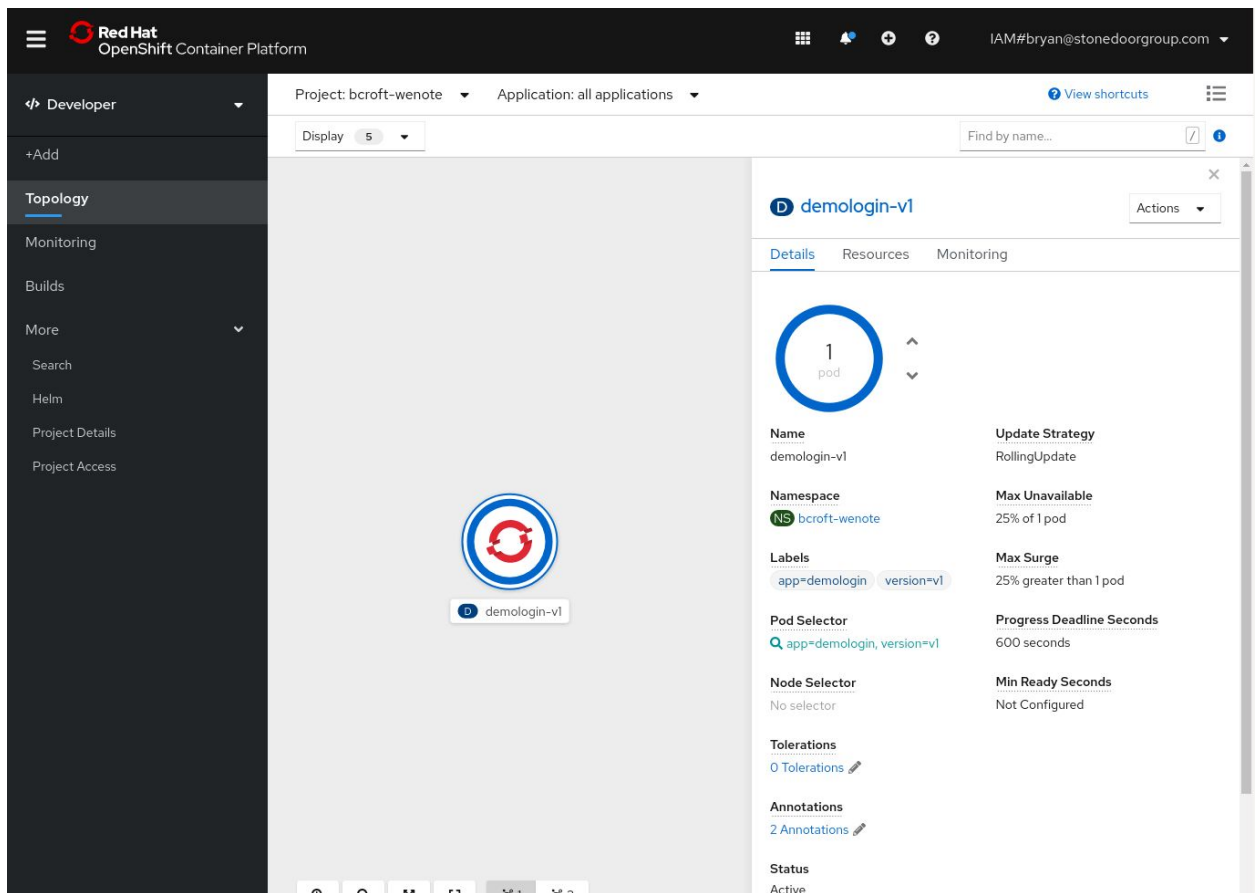 Red Hat
OpenShift Container Platform
IAM#bryan@stonedoorgroup.com
</> Developer
+Add
Topology
Monitoring
Builds
More
Search
Helm
Project Details
Project Access
Project: bcroft-wenote
Application: all applications
View shortcuts
Display 5
Find by name...
/
D demologin-v1
D demologin-v1
Actions
Details Resources Monitoring
1
pod
Name
demologin-v1
Update Strategy
RollingUpdate
Namespace
NS bcroft-wenote
Max Unavailable
25% of 1 pod
Labels
app=demologin version=v1
Max Surge
25% greater than 1 pod
Pod Selector
app=demologin, version=v1
Progress Deadline Seconds
600 seconds
Node Selector
No selector
Min Ready Seconds
Not Configured
Tolerations
0 Tolerations
Annotations
2 Annotations
Status
Active